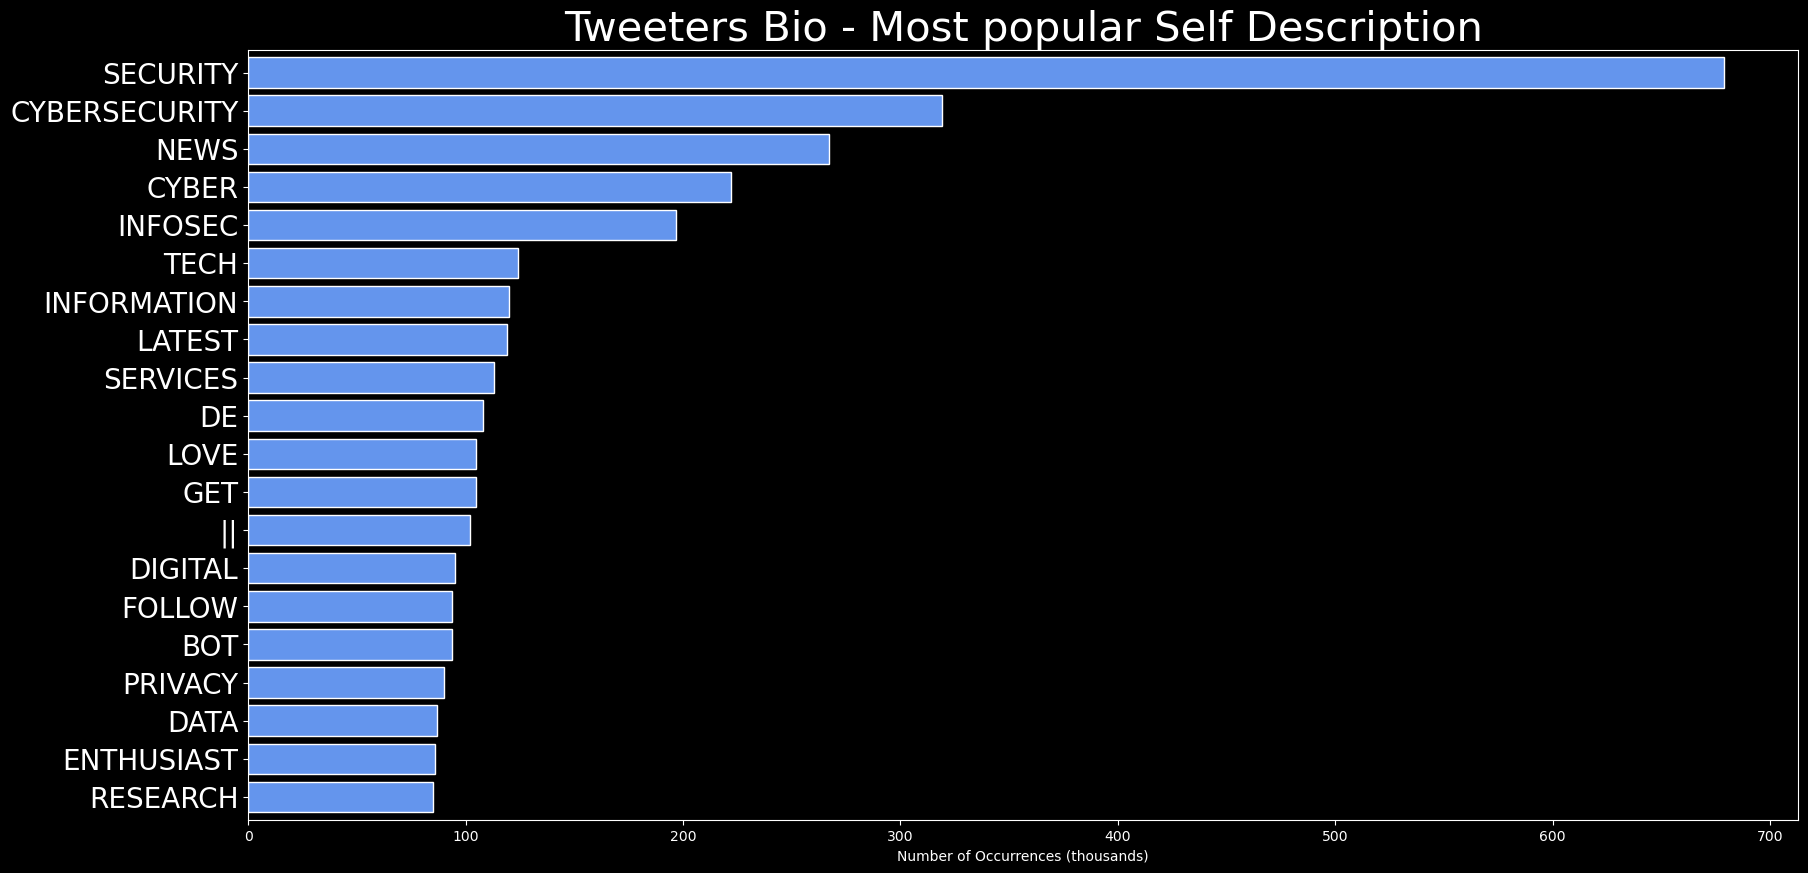 Tweeters Bio - Most popular Self Description
SECURITY
CYBERSECURITY
NEWS
CYBER
INFOSEC
TECH
INFORMATION
LATEST
SERVICES
DE
LOVE
GET
||
DIGITAL
FOLLOW
BOT
PRIVACY
DATA
ENTHUSIAST
RESEARCH
0 100 200 300 400 500 600 700
Number of Occurrences (thousands)